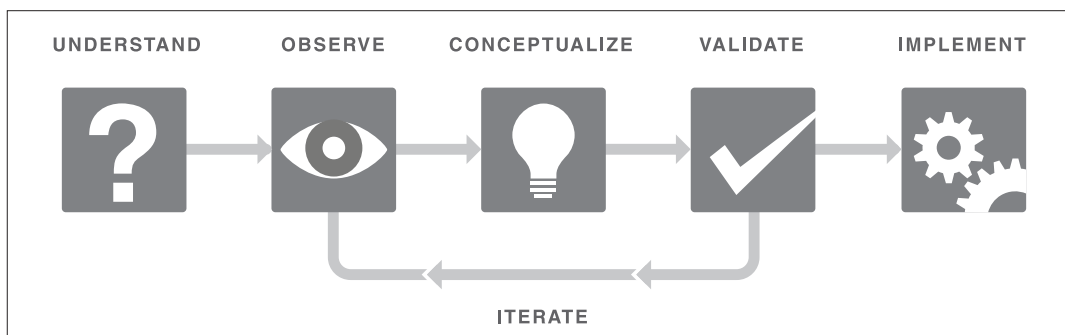 UNDERSTAND OBSERVE CONCEPTUALIZE VALIDATE IMPLEMENT
?
ITERATE